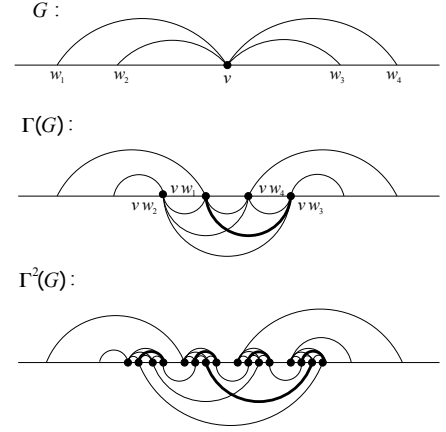 G :
w₁ w₂ v w₃ w₄
Γ(G) :
v w₂ v w₁ v w₄ v w₃
Γ²(G) :